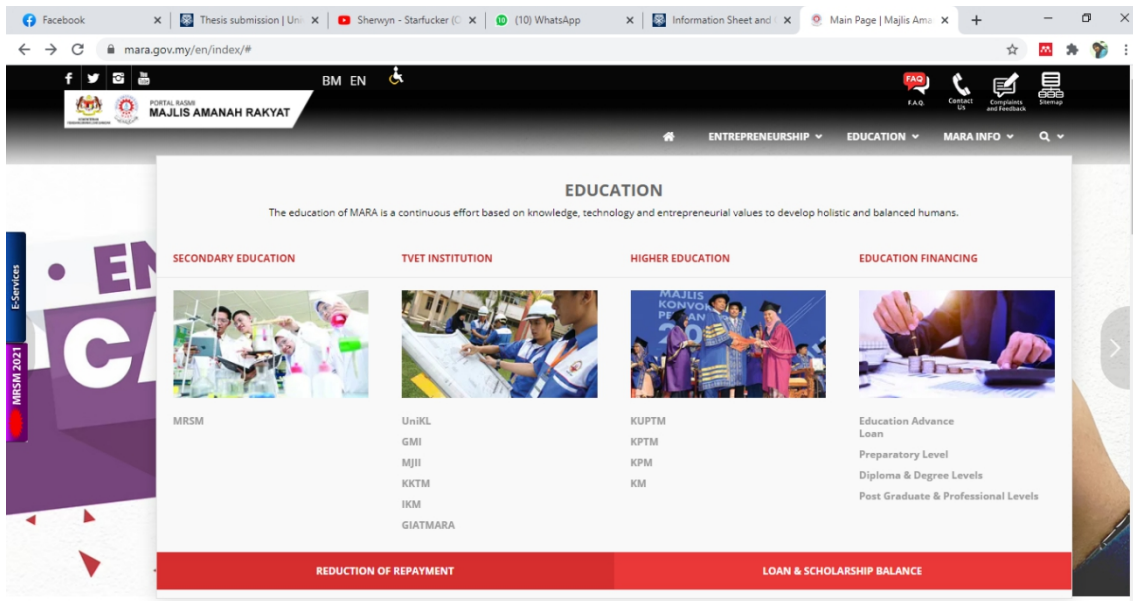 Facebook
Thesis submission | Uni
Sherwyn - Starfucker (
(10) WhatsApp
Information Sheet and
Main Page | Majlis Ama
mara.gov.my/en/index/#
BM EN
FAQ
F.A.Q.
Contact Us
Complaints and Feedback
Sitemap
PORTAL RASMI
MAJLIS AMANAH RAKYAT
ENTREPRENEURSHIP
EDUCATION
MARA INFO
EDUCATION
The education of MARA is a continuous effort based on knowledge, technology and entrepreneurial values to develop holistic and balanced humans.
• EN
CA
E-Services
MRSM 2021
SECONDARY EDUCATION
TVET INSTITUTION
HIGHER EDUCATION
EDUCATION FINANCING
MAJLIS
KONVO
20
MRSM
UniKL
GMI
MJII
KKTM
IKM
GIATMARA
KUPTM
KPTM
KPM
KM
Education Advance
Loan
Preparatory Level
Diploma & Degree Levels
Post Graduate & Professional Levels
REDUCTION OF REPAYMENT
LOAN & SCHOLARSHIP BALANCE